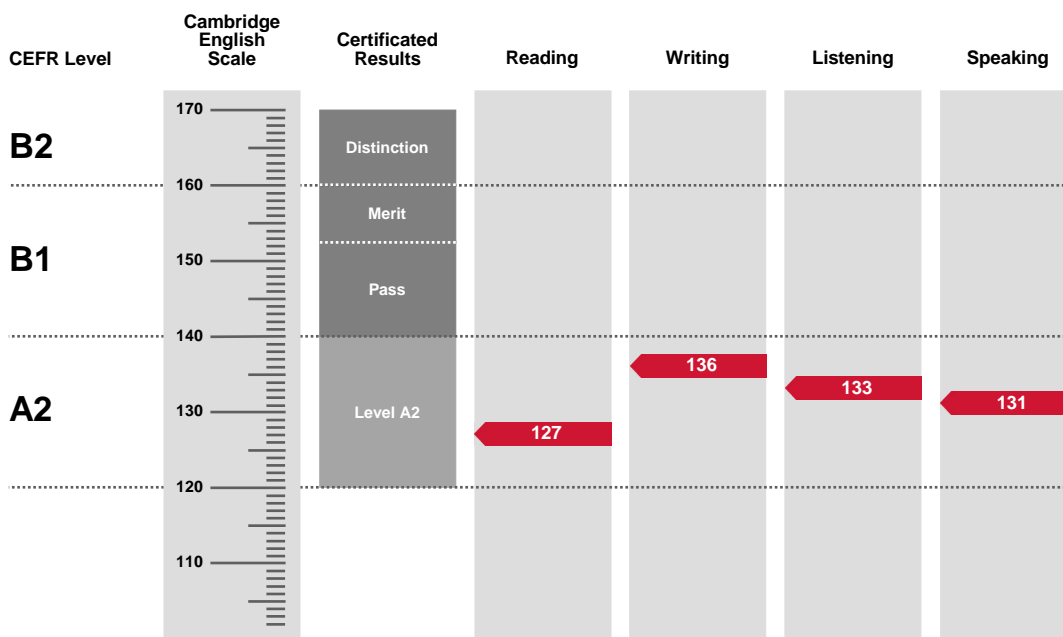 CEFR Level
Cambridge
English
Scale
Certificated
Results
Reading
Writing
Listening
Speaking
170
B2
Distinction
160
Merit
B1
150
Pass
140
136
133
A2
130
Level A2
131
127
120
110